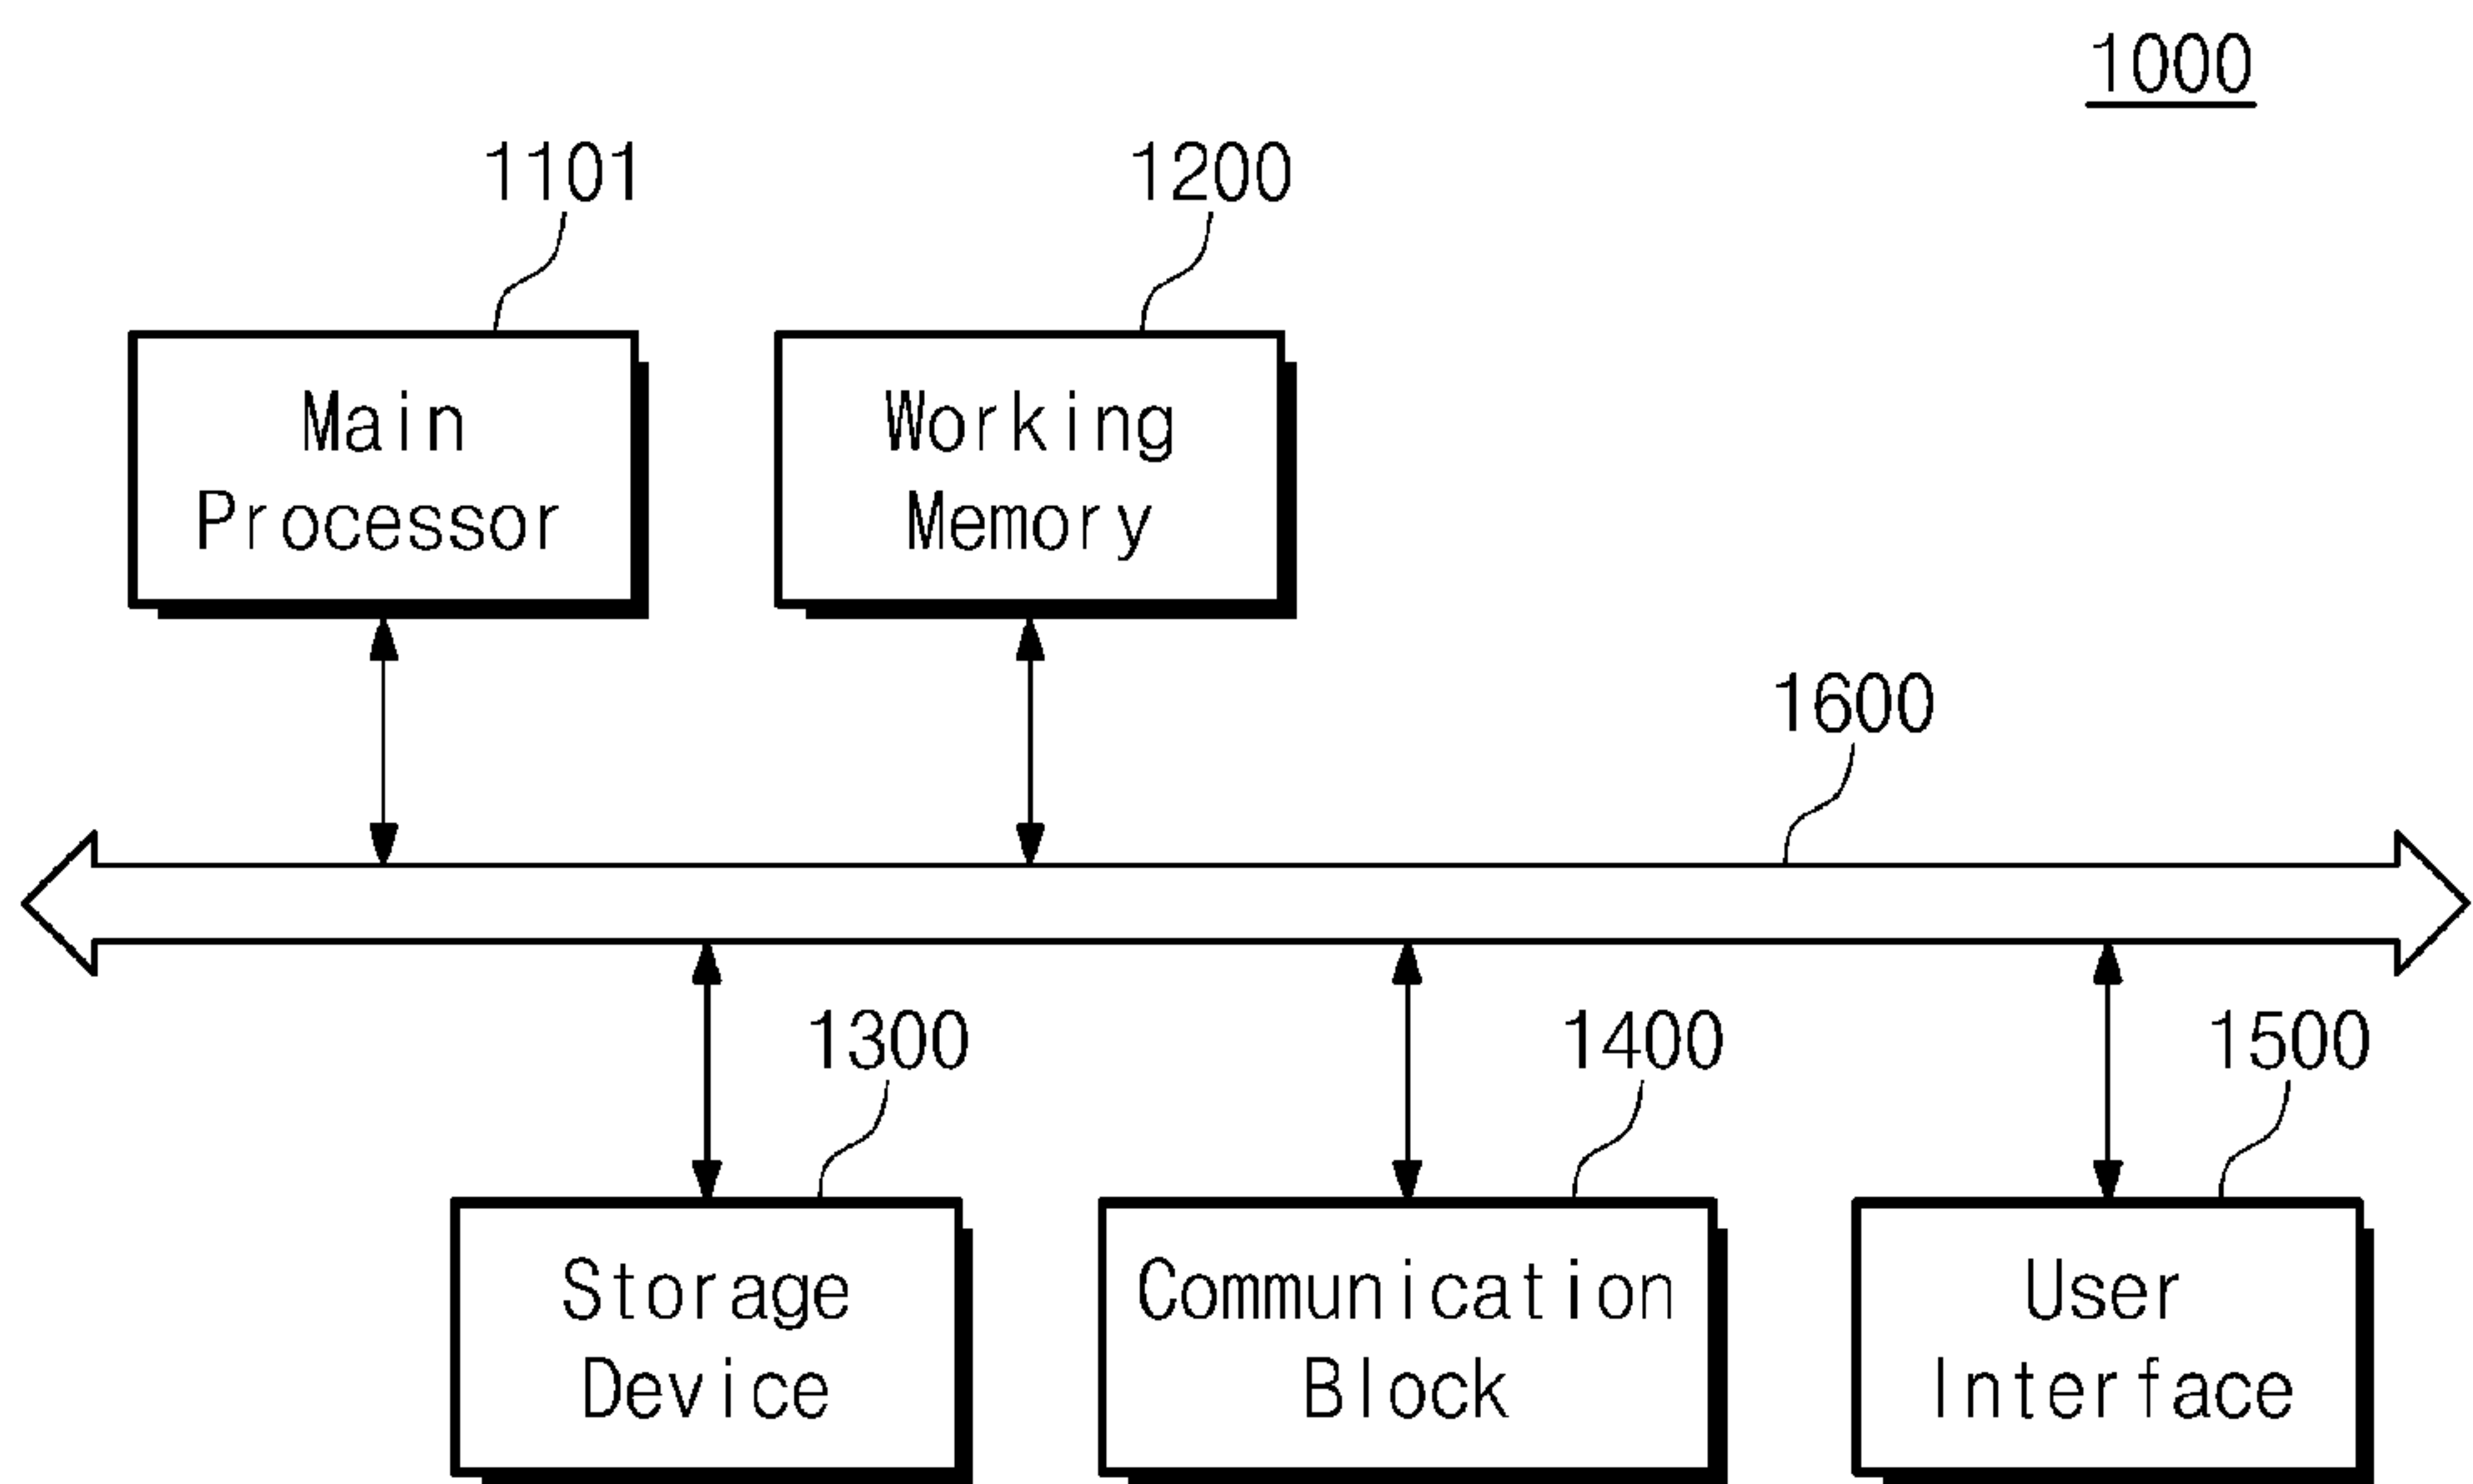 1000
1101
1200
Main
Processor
Working
Memory
1600
1300
1400
1500
Storage
Device
Communication
Block
User
Interface